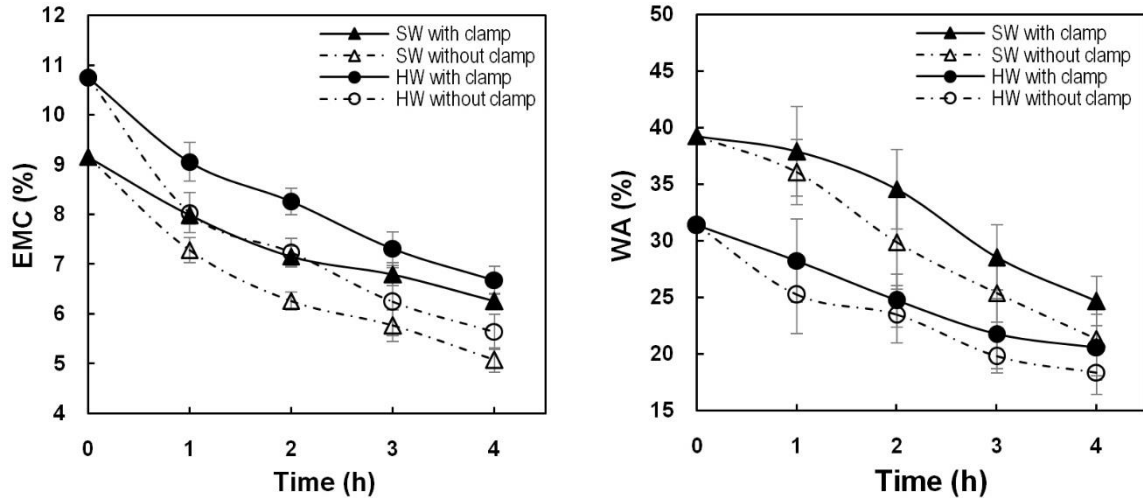 12
11
10
9
8
7
6
5
4
EMC (%)
SW with clamp
SW without clamp
HW with clamp
HW without clamp
0 1 2 3 4
Time (h)
50
45
40
35
30
25
20
15
WA (%)
SW with clamp
SW without clamp
HW with clamp
HW without clamp
0 1 2 3 4
Time (h)